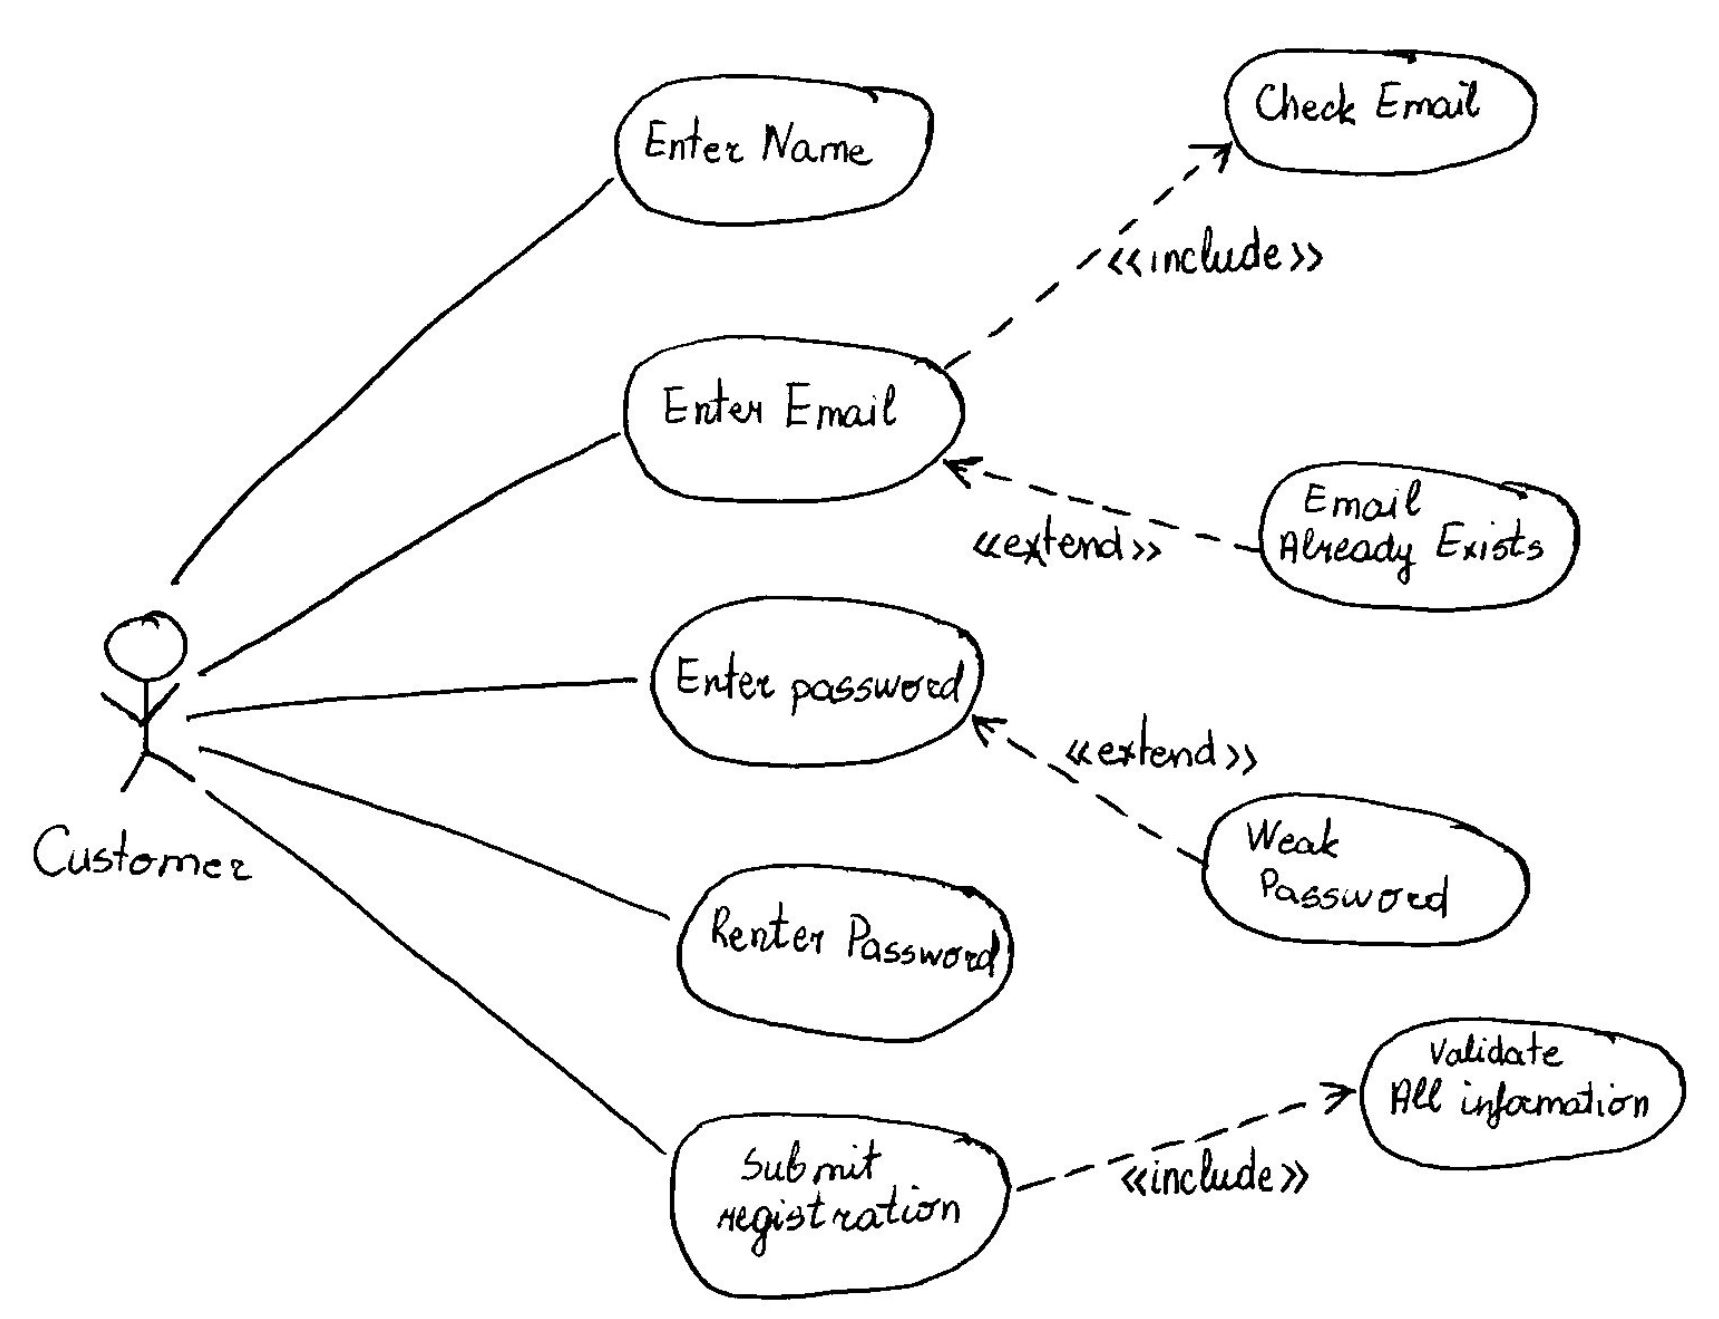 Check Email
Enter Name
<<include>>
Enter Email
Email
Already Exists
<<extend>>
Enter password
<<extend>>
Weak
Password
Customer
Renter Password
Validate
All information
Submit
registration
<<include>>